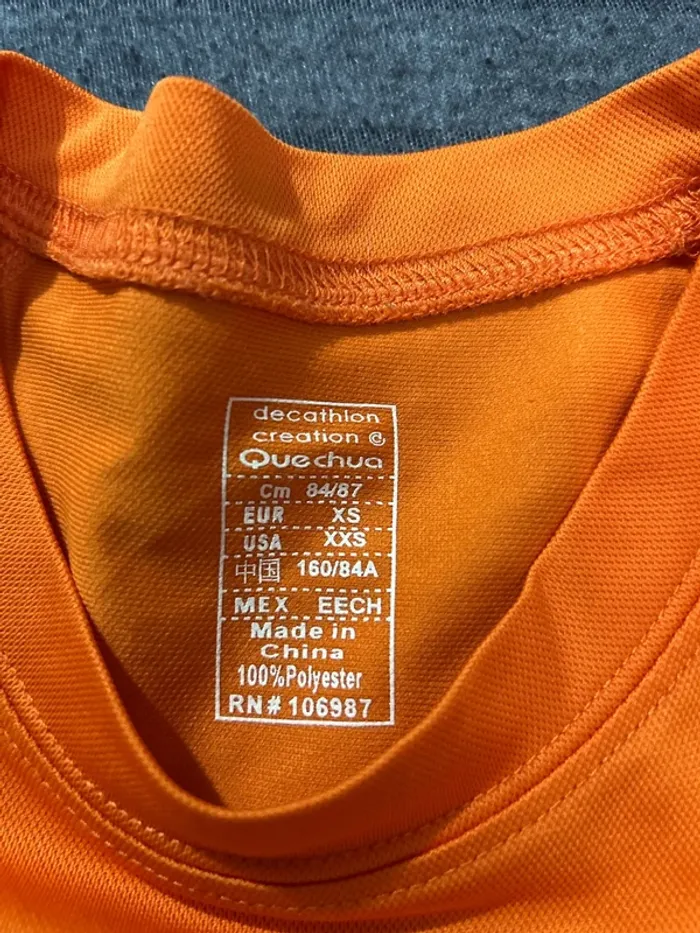 decathlon
creation @
Quechua
Cm 84/87
EUR XS
USA XXS
中国 160/84A
MEX EECH
Made in
China
100%Polyester
RN# 106987